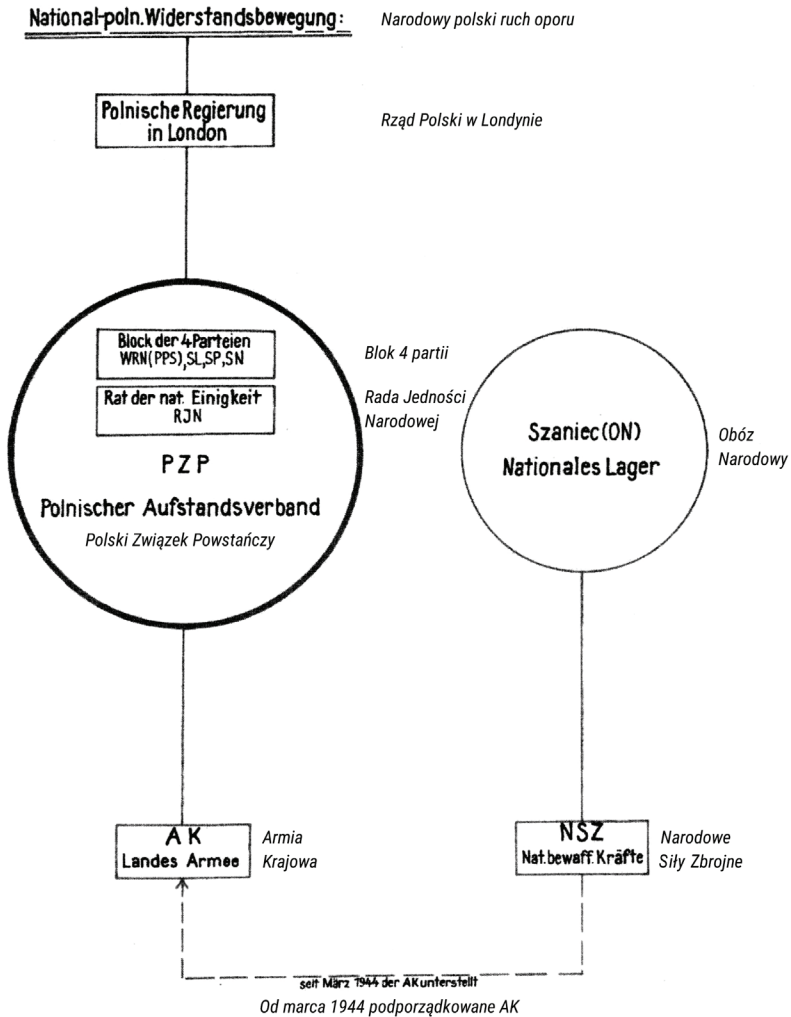 National-poln.Widerstandsbewegung:
Narodowy polski ruch oporu
Polnische Regierung
in London
Rząd Polski w Londynie
Block der 4Parteien
WRN(PPS),SL,SP,SN
Blok 4 partii
Rat der nat. Einigkeit
RJN
Rada Jedności
Narodowej
PZP
Polnischer Aufstandsverband
Polski Związek Powstańczy
Szaniec(ON)
Nationales Lager
Obóz
Narodowy
AK
Landes Armee
Armia
Krajowa
NSZ
Nat.bewaff.Kräfte
Narodowe
Siły Zbrojne
seit März 1944 der AK unterstellt
Od marca 1944 podporządkowane AK